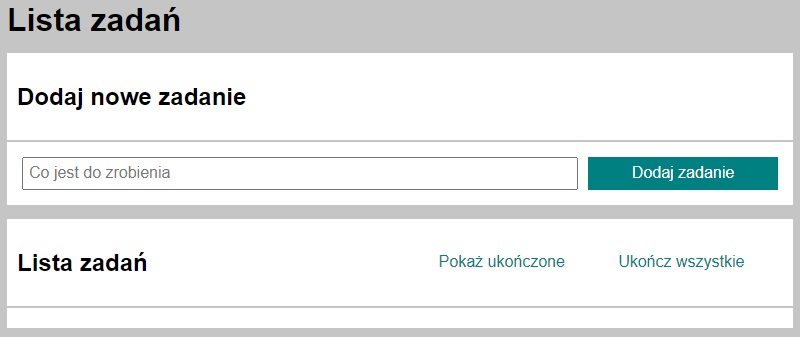 Lista zadań
Dodaj nowe zadanie
Co jest do zrobienia Dodaj zadanie
Lista zadań Pokaż ukończone Ukończ wszystkie